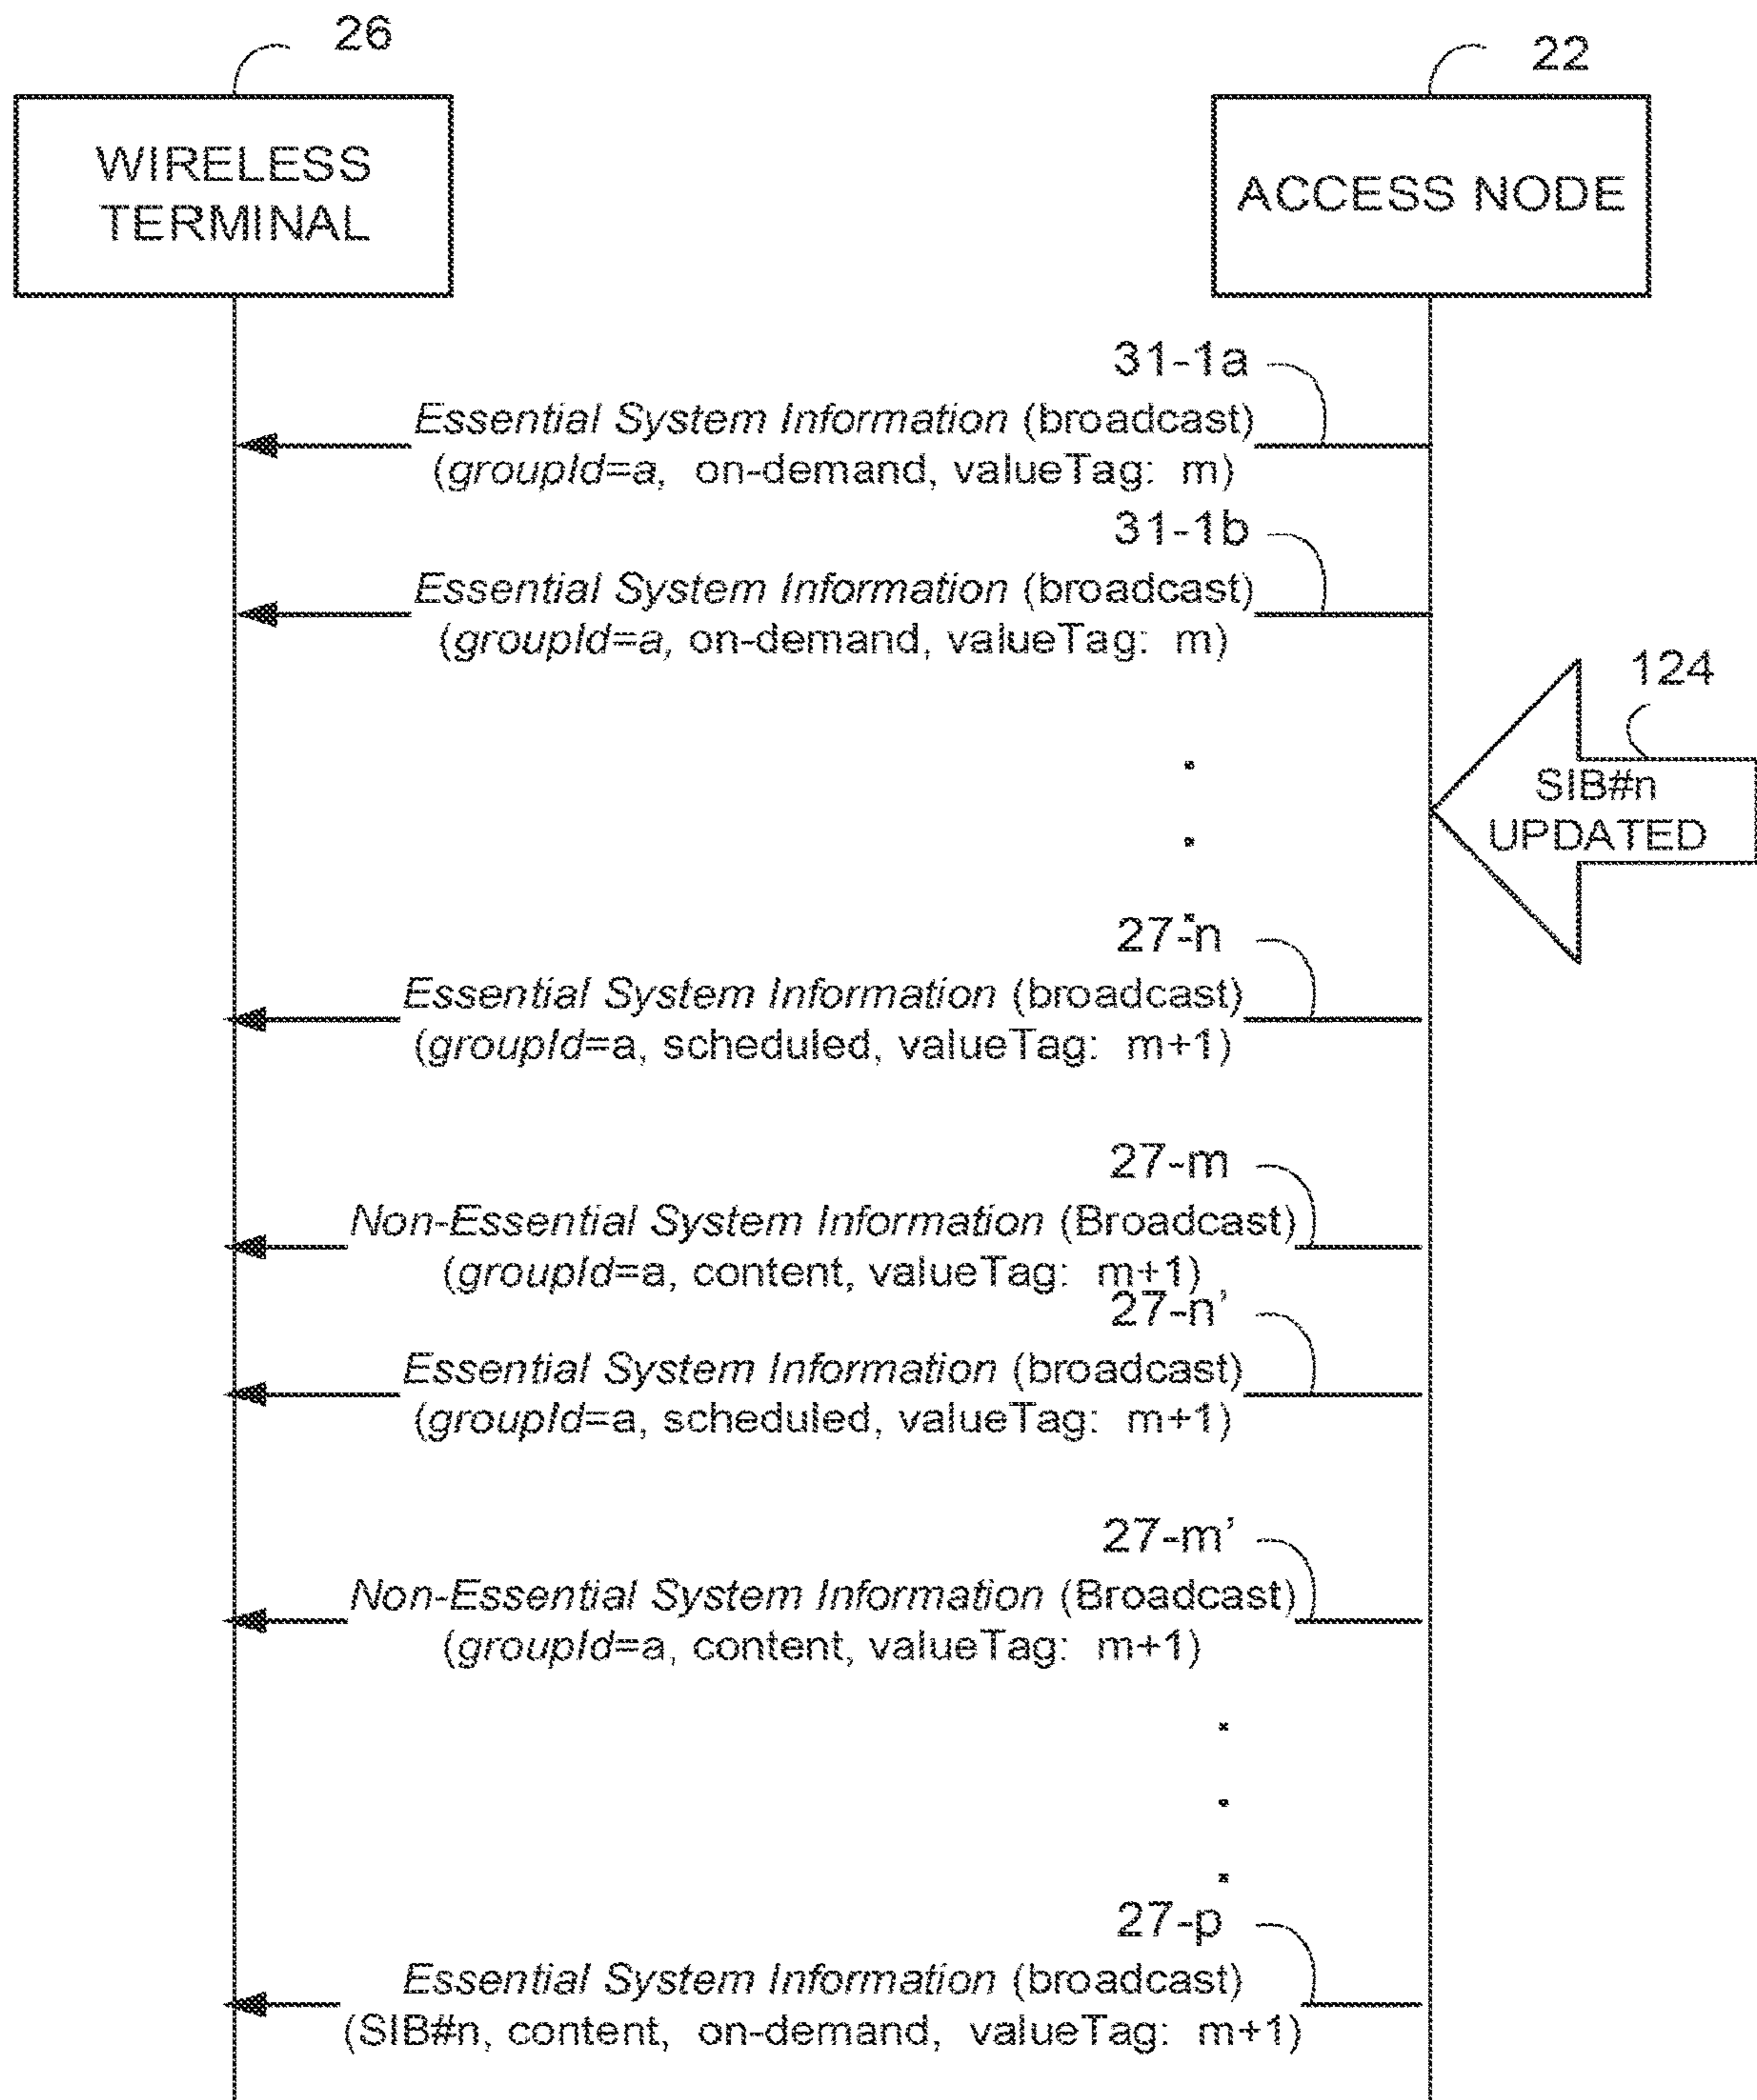 26
22
WIRELESS
TERMINAL
ACCESS NODE
31-1a
Essential System Information (broadcast)
(groupId=a, on-demand, valueTag: m)
31-1b
Essential System Information (broadcast)
(groupId=a, on-demand, valueTag: m)
124
SIB#n
UPDATED
27-n
Essential System Information (broadcast)
(groupId=a, scheduled, valueTag: m+1)
27-m
Non-Essential System Information (Broadcast)
(groupId=a, content, valueTag: m+1)
27-n’
Essential System Information (broadcast)
(groupId=a, scheduled, valueTag: m+1)
27-m’
Non-Essential System Information (Broadcast)
(groupId=a, content, valueTag: m+1)
27-p
Essential System Information (broadcast)
(SIB#n, content, on-demand, valueTag: m+1)